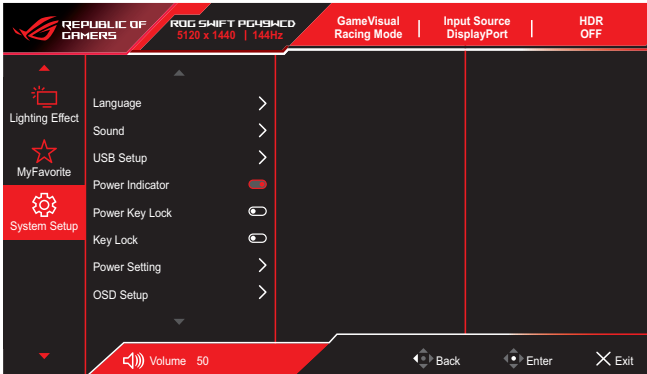 REPUBLIC OF
GAMERS
ROG SWIFT PG49WCD
5120 x 1440 | 144Hz
GameVisual
Racing Mode
Input Source
DisplayPort
HDR
OFF
Lighting Effect
MyFavorite
System Setup
Language
Sound
USB Setup
Power Indicator
Power Key Lock
Key Lock
Power Setting
OSD Setup
Volume 50
Back
Enter
Exit